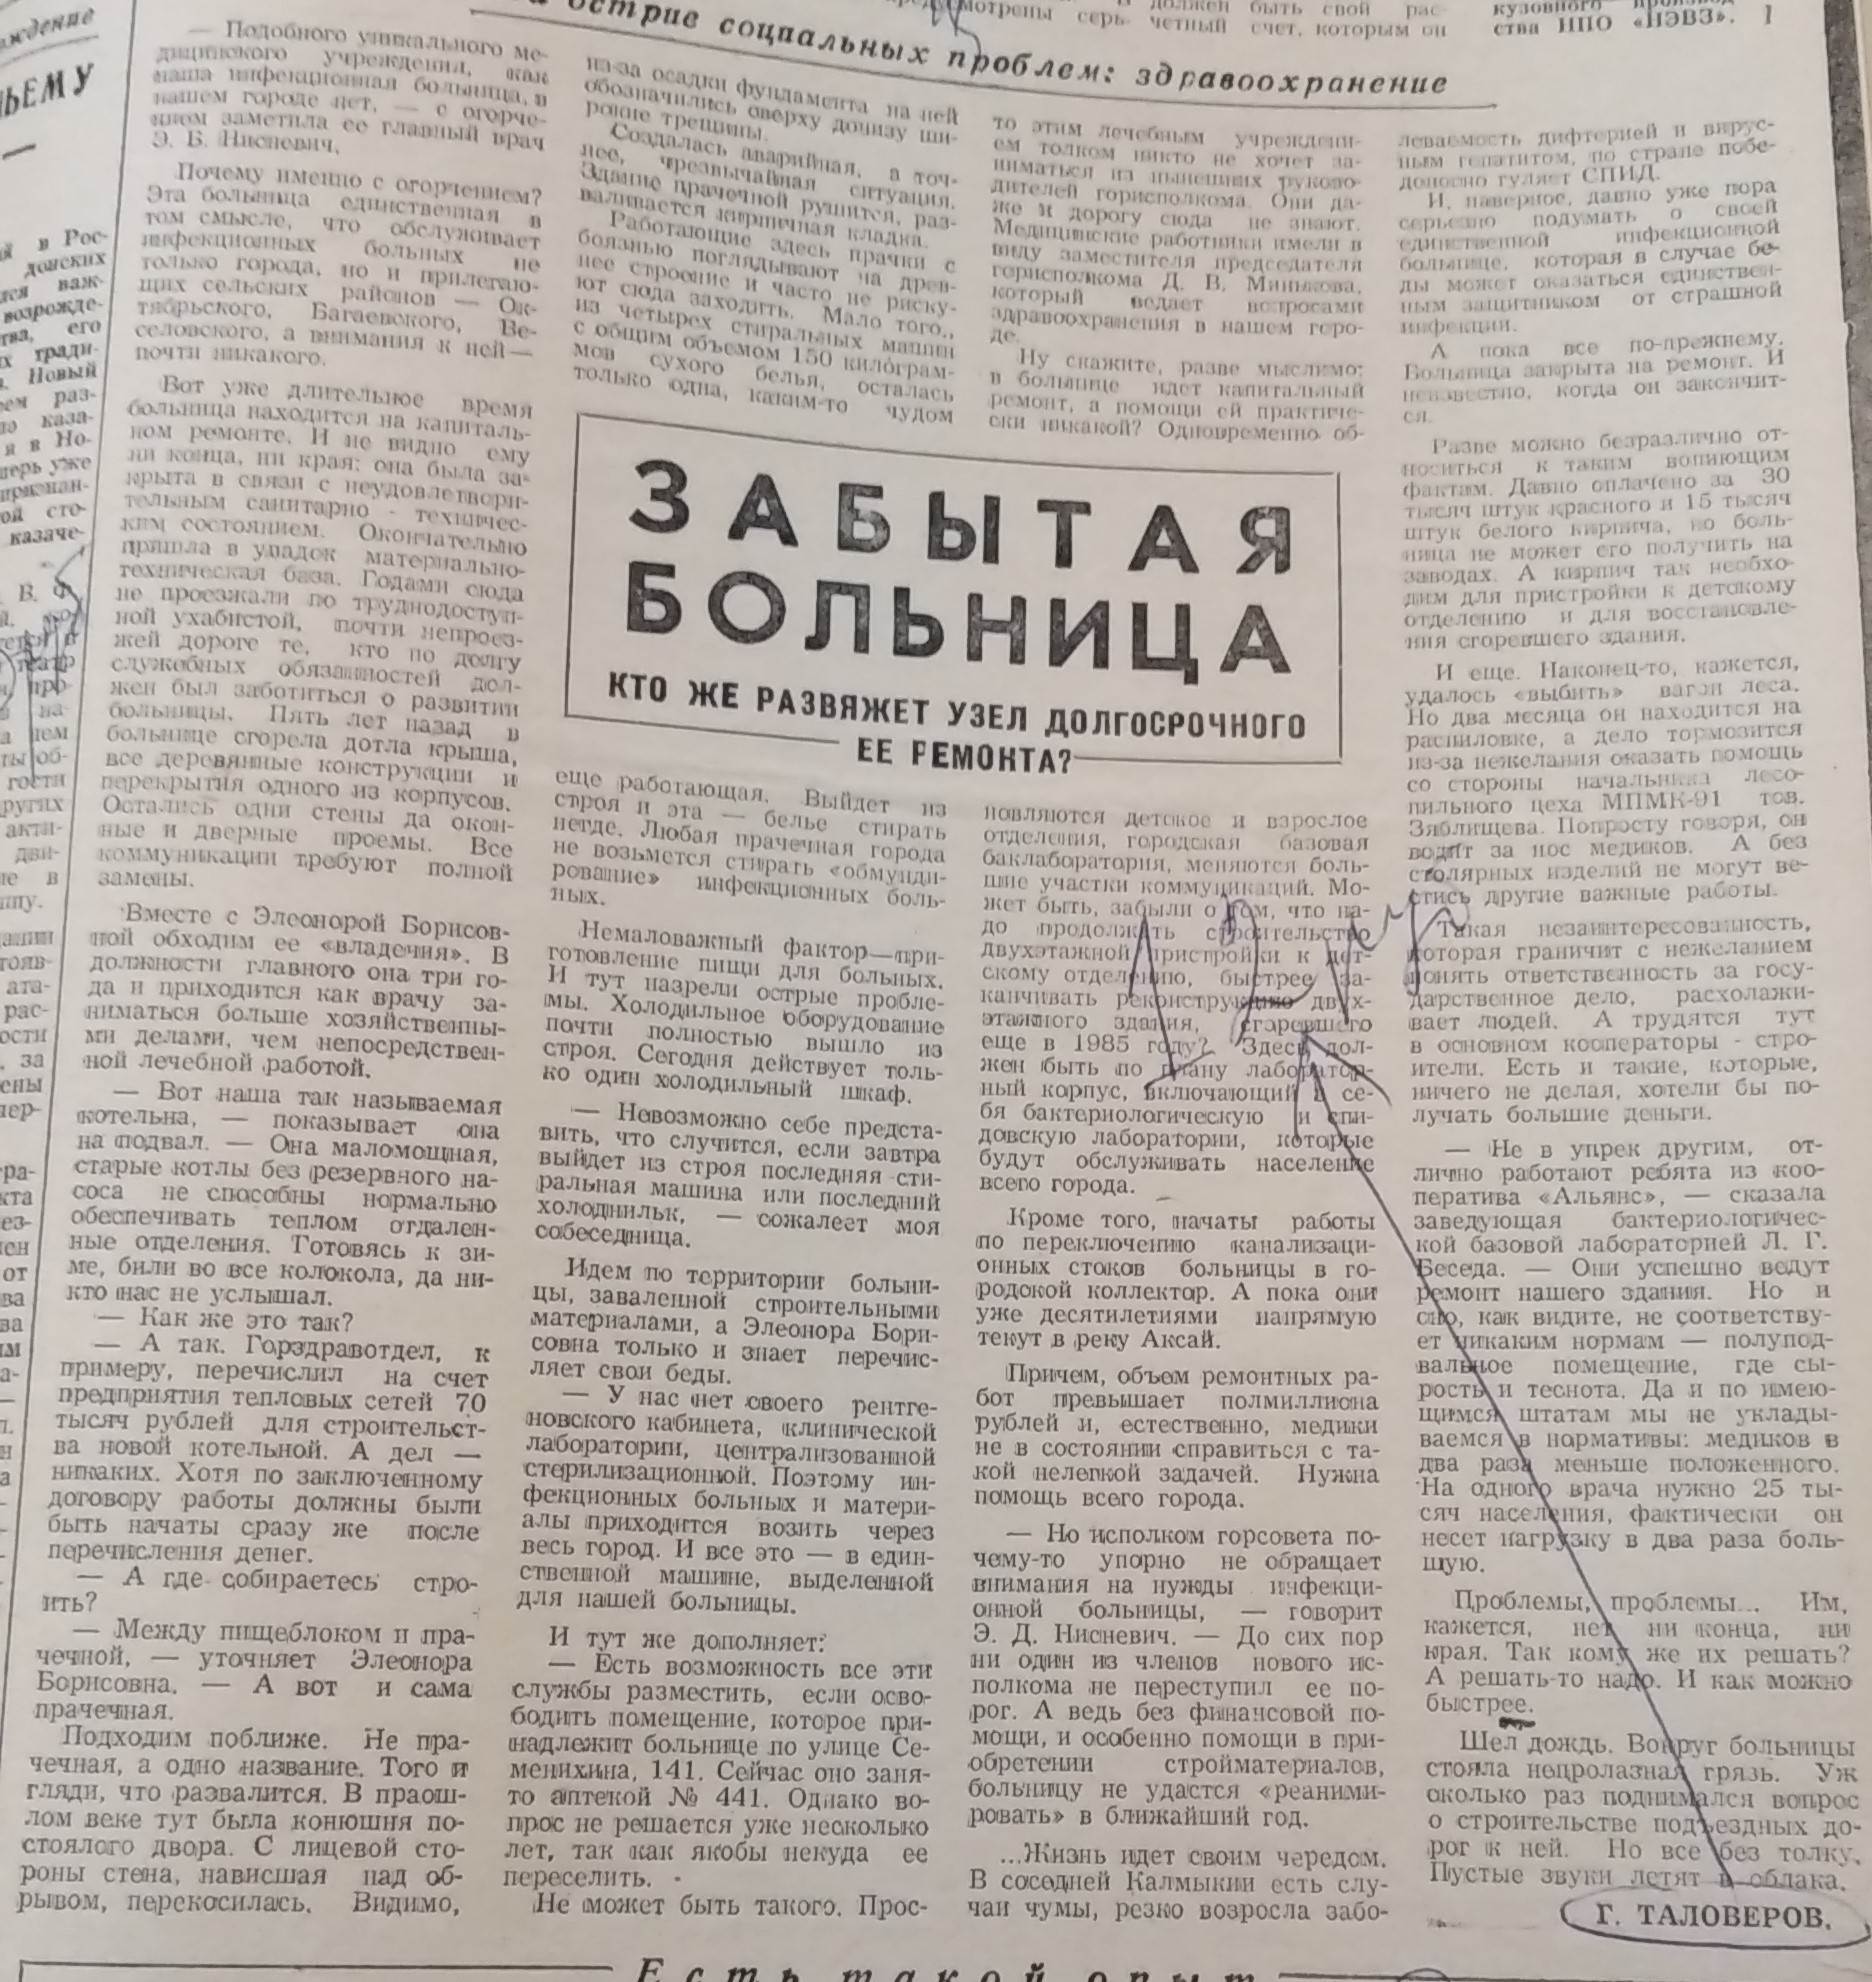 острие социальных проблем: здравоохранение
— Подобного уникального ме-
дицинского учреждения, как
наша инфекционная больница, в
нашем городе нет, — с огорче-
нием заметила ее главный врач
Э. Б. Нисневич.
Почему именно с огорчением?
Эта больница единственная в
том смысле, что обслуживает
инфекционных больных не
только города, но и прилегаю-
щих сельских районов — Ок-
тябрьского, Багаевского, Ве-
селовского, а внимания к ней—
почти никакого.
Вот уже длительное время
больница находится на капиталь-
ном ремонте. И не видно ему
ни конца, ни края: она была за-
крыта в связи с неудовлетвори-
тельным санитарно - техничес-
ким состоянием. Окончательно
пришла в упадок материально-
техническая база. Годами сюда
не проезжали по труднодоступ-
ной ухабистой, почти непроез-
жей дороге те, кто по долгу
служебных обязанностей дол-
жен был заботиться о развитии
больницы. Пять лет назад в
больнице сгорела дотла крыша,
все деревянные конструкции и
перекрытия одного из корпусов.
Остались одни стены да окон-
ные и дверные проемы. Все
коммуникации требуют полной
замены.
Вместе с Элеонорой Борисов-
ной обходим ее «владечия». В
должности главного она три го-
да и приходится как врачу за-
ниматься больше хозяйственны-
ми делами, чем непосредствен-
ной лечебной работой.
— Вот наша так называемая
котельна, — показывает она
на подвал. — Она маломощная,
старые котлы без резервного на-
соса не способны нормально
обеспечивать теплом отдален-
ные отделения. Готовясь к зи-
ме, били во все колокола, да ни-
кто нас не услышал.
— Как же это так?
— А так. Горздравотдел, к
примеру, перечислил на счет
предприятия тепловых сетей 70
тысяч рублей для строительст-
ва новой котельной. А дел —
никаких. Хотя по заключенному
договору работы должны были
быть начаты сразу же после
перечисления денег.
— А где собираетесь стро-
ить?
— Между пищеблоком и пра-
чечной, — уточняет Элеонора
Борисовна. — А вот и сама
прачечная.
Подходим поближе. Не пра-
чечная, а одно название. Того и
гляди, что развалится. В праош-
лом веке тут была конюшня по-
стоялого двора. С лицевой сто-
роны стена, нависшая над об-
рывом, перекосилась. Видимо,
из-за осадки фундамента на ней
обозначились сверху донизу ши-
рокие трещины.
Создалась аварийная, а точ-
нее, чрезвычайная ситуация.
Здание прачечной рушится, раз-
валивается кирпичная кладка.
Работающие здесь прачки с
боязнью поглядывают на древ-
нее строение и часто не риску-
ют сюда заходить. Мало того.,
из четырех стиральных машин
с общим объемом 150 килограм-
мов сухого белья, осталась
только одна, каким-то чудом
ЗАБЫТАЯ
БОЛЬНИЦА
КТО ЖЕ РАЗВЯЖЕТ УЗЕЛ ДОЛГОСРОЧНОГО
ЕЕ РЕМОНТА?
еще работающая. Выйдет из
строя и эта — белье стирать
негде. Любая прачечная города
не возьмется стирать «обмунди-
рование» инфекционных боль-
ных.
Немаловажный фактор—при-
готовление пищи для больных.
И тут назрели острые пробле-
мы. Холодильное оборудование
почти полностью вышло из
строя. Сегодня действует толь-
ко один холодильный шкаф.
— Невозможно себе предста-
вить, что случится, если завтра
выйдет из строя последняя сти-
ральная машина или последний
холодиильк, — сожалеет моя
собеседница.
Идем по территории больни-
цы, заваленной строительными
материалами, а Элеонора Бори-
совна только и знает перечис-
ляет свои беды.
— У нас нет своего рентге-
новского кабинета, клинической
лаборатории, централизованной
стерилизационной. Поэтому ин-
фекционных больных и матери-
алы приходится возить через
весь город. И все это — в един-
ственной машине, выделенной
для нашей больницы.
И тут же дополняет:
— Есть возможность все эти
службы разместить, если осво-
бодить помещение, которое при-
надлежит больнице по улице Се-
менихина, 141. Сейчас оно заня-
то аптекой № 441. Однако во-
прос не решается уже несколько
лет, так как якобы некуда ее
переселить.
Не может быть такого. Прос-
то этим лечебным учреждени-
ем толком никто не хочет за-
ниматься из нынешних руково-
дителей горисполкома. Они да-
же и дорогу сюда не знают.
Медицинские работники имели в
виду заместителя председателя
горисполкома Д. В. Минькова,
который ведает вопросами
здравоохранения в нашем горо-
де.
Ну скажите, разве мыслимо:
в больнице идет капитальный
ремонт, а помощи ей практиче-
ски никакой? Одновременно об-
новляются детское и взрослое
отделения, городская базовая
баклаборатория, меняются боль-
шие участки коммуникаций. Мо-
жет быть, забыли о том, что на-
до продолжать строительство
двухэтажной пристройки к дет-
скому отделению, быстрее за-
канчивать реконструкцию двух-
этажного здания, сгоревшего
еще в 1985 году? Здесь дол-
жен быть по плану лаборатор-
ный корпус, включающий в се-
бя бактериологическую и спи-
довскую лаборатории, которые
будут обслуживать население
всего города.
Кроме того, начаты работы
по переключению канализаци-
онных стоков больницы в го-
родской коллектор. А пока они
уже десятилетиями напрямую
текут в реку Аксай.
Причем, объем ремонтных ра-
бот превышает полмиллиона
рублей и, естественно, медики
не в состоянии справиться с та-
кой нелегкой задачей. Нужна
помощь всего города.
— Но исполком горсовета по-
чему-то упорно не обращает
внимания на нужды инфекци-
онной больницы, — говорит
Э. Д. Нисневич. — До сих пор
ни один из членов нового ис-
полкома не переступил ее по-
рог. А ведь без финансовой по-
мощи, и особенно помощи в при-
обретении стройматериалов,
больницу не удастся «реаними-
ровать» в ближайший год.
...Жизнь идет своим чередом.
В соседней Калмыкии есть слу-
чаи чумы, резко возросла забо-
леваемость дифтерией и вирус-
ным гепатитом, по стране побе-
доносно гуляет СПИД.
И, наверное, давно уже пора
серьезно подумать о своей
единственной инфекционной
больнице, которая в случае бе-
ды может оказаться единствен-
ным защитником от страшной
инфекции.
А пока все по-прежнему.
Больница закрыта на ремонт. И
неизвестно, когда он закончит-
ся.
Разве можно безразлично от-
носиться к таким вопиющим
фактам. Давно оплачено за 30
тысяч штук красного и 15 тысяч
штук белого кирпича, но боль-
ница не может его получить на
заводах. А кирпич так необхо-
дим для пристройки к детскому
отделению и для восстановле-
ния сгоревшего здания.
И еще. Наконец-то, кажется,
удалось «выбить» вагон леса.
Но два месяца он находится на
распиловке, а дело тормозится
из-за нежелания оказать помощь
со стороны начальника лесо-
пильного цеха МПМК-91 тов.
Зяблищева. Попросту говоря, он
водит за нос медиков. А без
столярных изделий не могут ве-
стись другие важные работы.
Такая незаинтересованность,
которая граничит с нежеланием
понять ответственность за госу-
дарственное дело, расхолажи-
вает людей. А трудятся тут
в основном кооператоры - стро-
ители. Есть и такие, которые,
ничего не делая, хотели бы по-
лучать большие деньги.
— Не в упрек другим, от-
лично работают ребята из коо-
ператива «Альянс», — сказала
заведующая бактериологичес-
кой базовой лабораторией Л. Г.
Беседа. — Они успешно ведут
ремонт нашего здания. Но и
оно, как видите, не соответству-
ет никаким нормам — полупод-
вальное помещение, где сы-
рость и теснота. Да и по имею-
щимся штатам мы не уклады-
ваемся в нормативы: медиков в
два раза меньше положенного.
На одного врача нужно 25 ты-
сяч населения, фактически он
несет нагрузку в два раза боль-
шую.
Проблемы, проблемы... Им,
кажется, нет ни конца, ни
края. Так кому же их решать?
А решать-то надо. И как можно
быстрее.
Шел дождь. Вокруг больницы
стояла непролазная грязь. Уж
сколько раз поднимался вопрос
о строительстве подъездных до-
рог к ней. Но все без толку.
Пустые звуки летят в облака.
Г. ТАЛОВЕРОВ.
Есть такой опыт